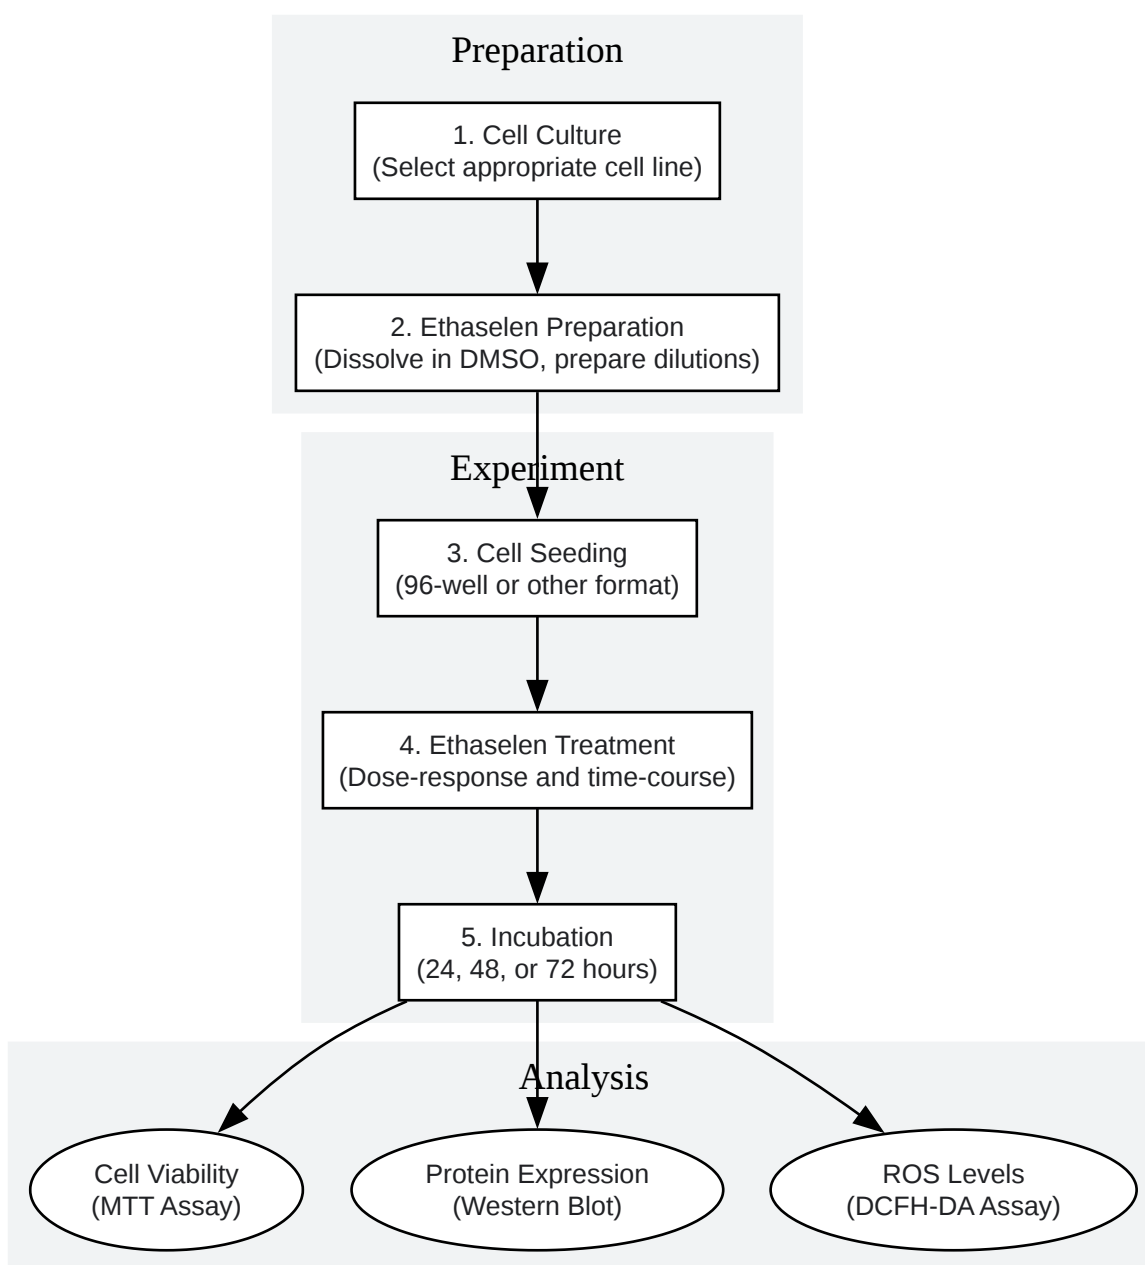 Preparation
1. Cell Culture
(Select appropriate cell line)
2. Ethaselen Preparation
(Dissolve in DMSO, prepare dilutions)
Experiment
3. Cell Seeding
(96-well or other format)
4. Ethaselen Treatment
(Dose-response and time-course)
5. Incubation
(24, 48, or 72 hours)
Analysis
Cell Viability
(MTT Assay)
Protein Expression
(Western Blot)
ROS Levels
(DCFH-DA Assay)